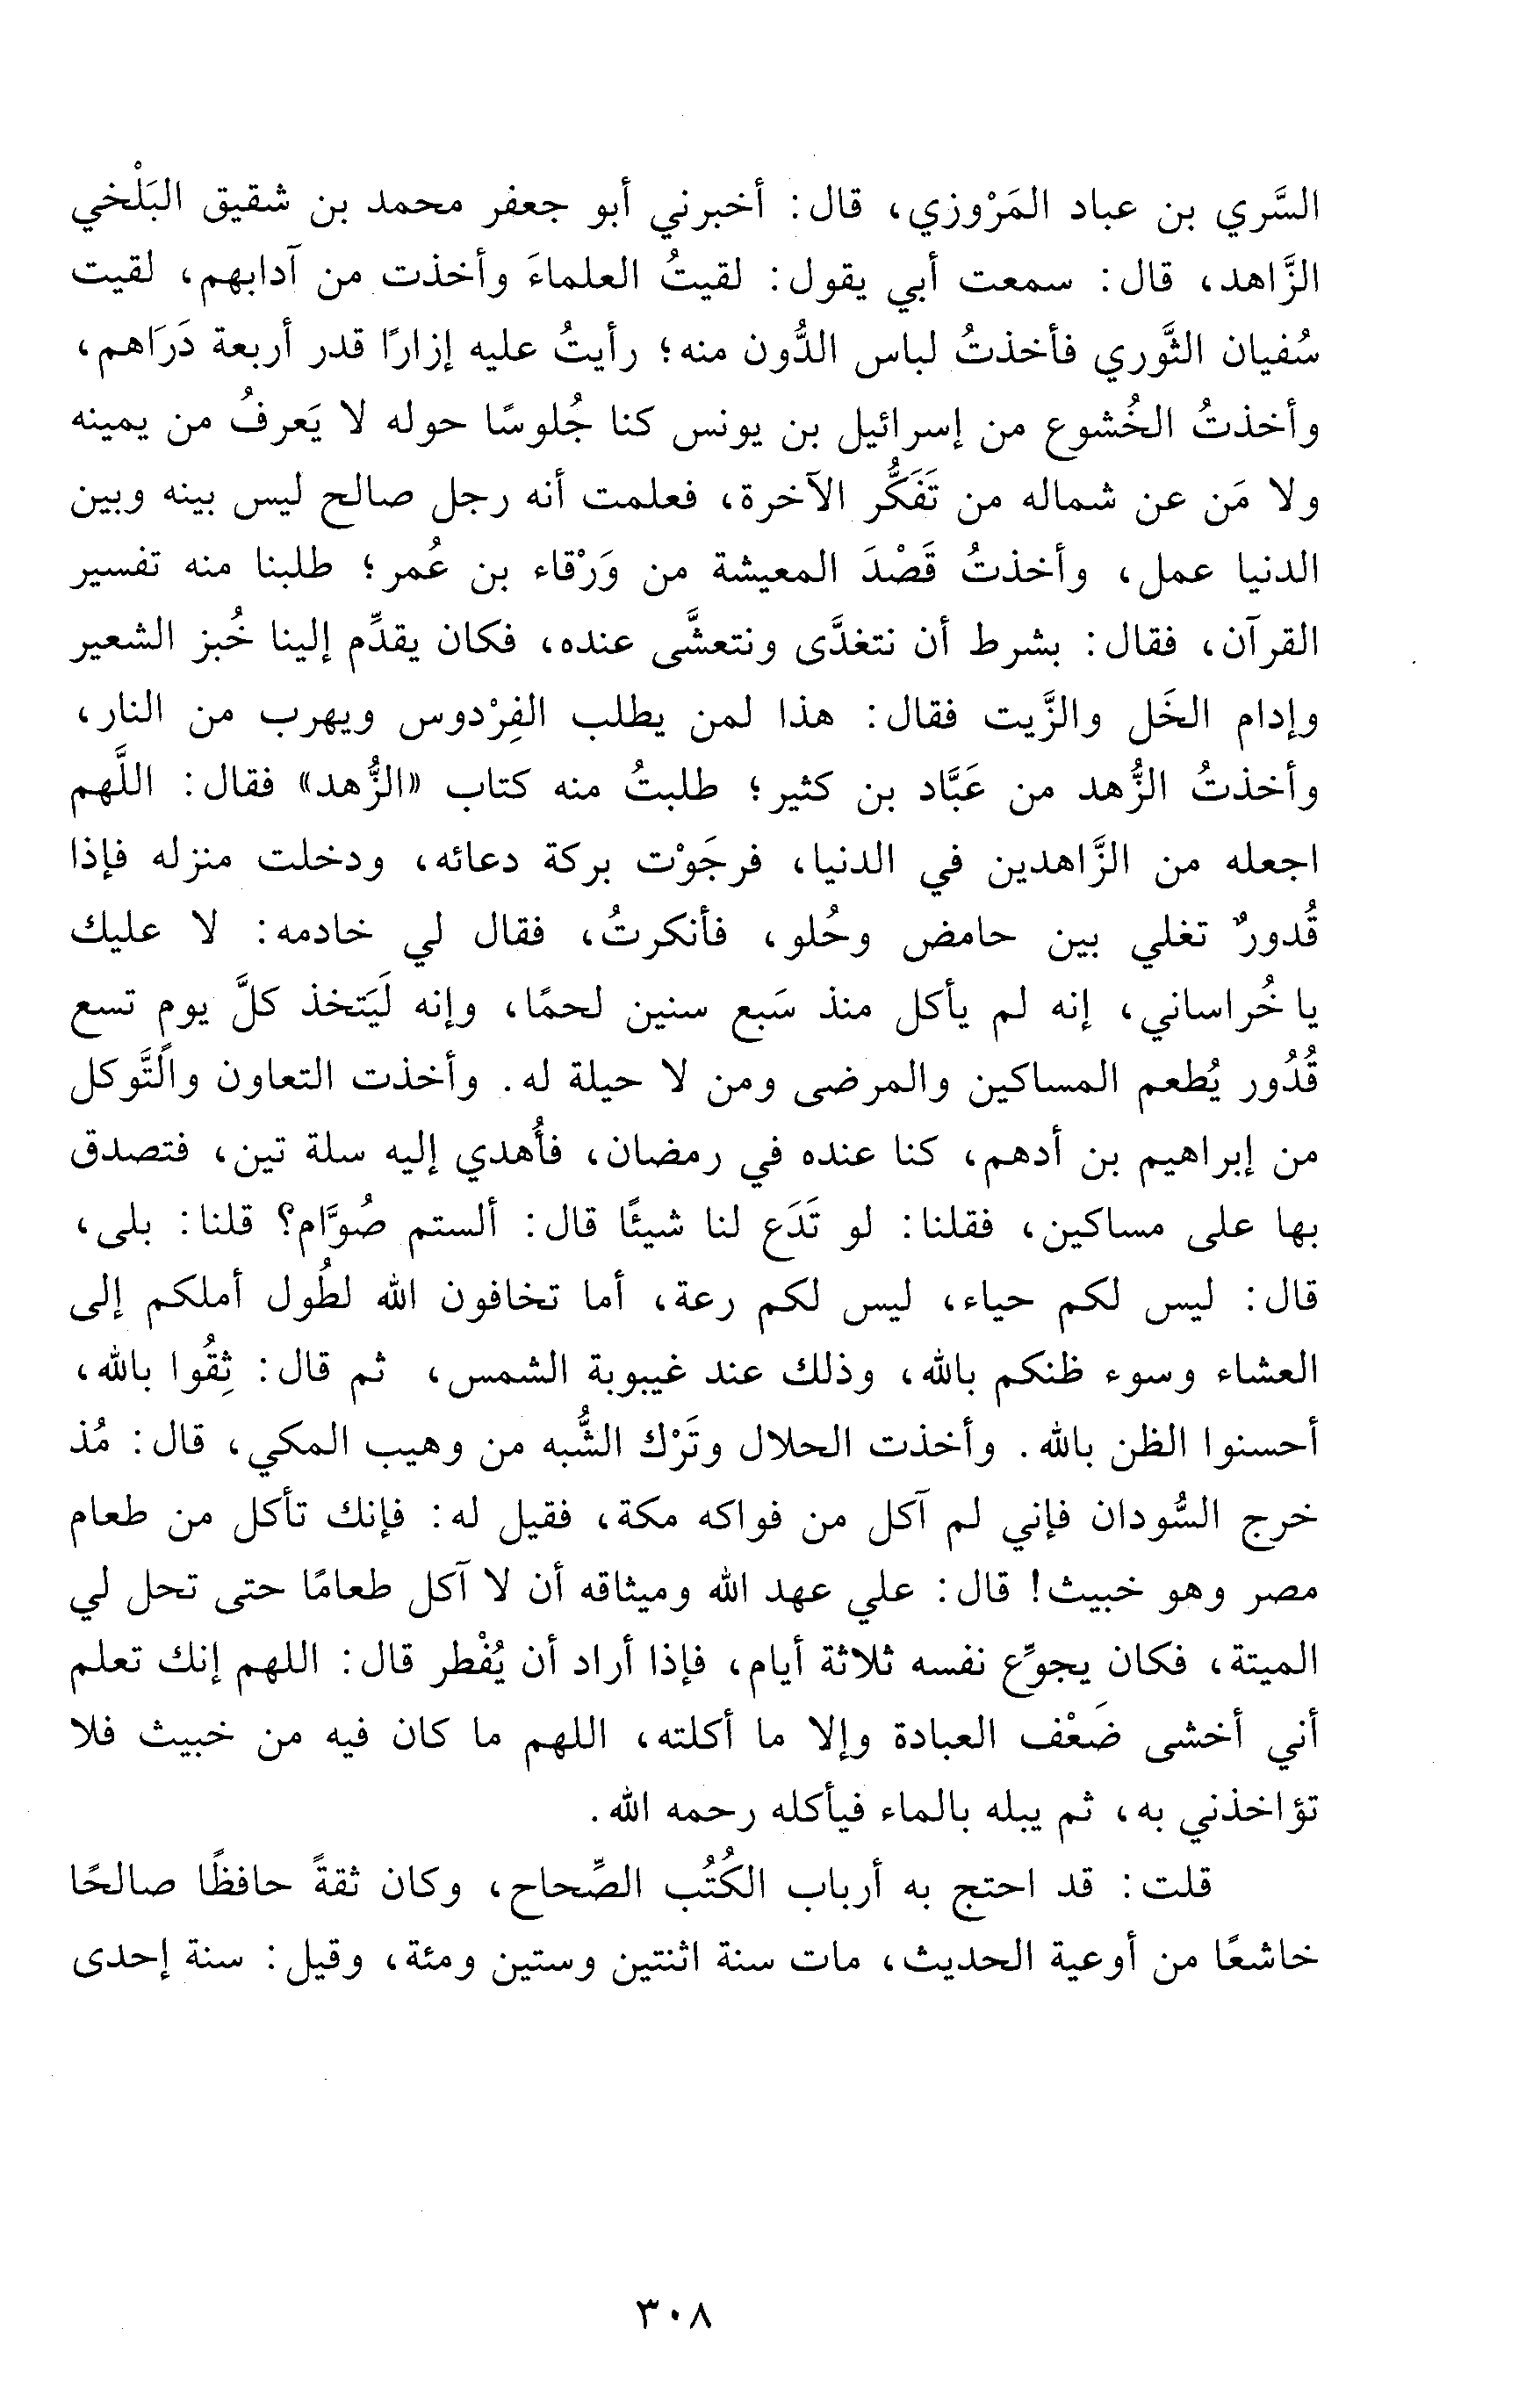 السَّري بن عباد المَرْوزي، قال: أخبرني أبو جعفر محمد بن شقيق البَلْخي
الزَّاهد، قال: سمعت أبي يقول: لقيتُ العلماءَ وأخذت من آدابهم، لقيت
سُفيان الثَّوري فأخذتُ لباس الدُّون منه؛ رأيتُ عليه إزارًا قدر أربعة دَرَاهم،
وأخذتُ الخُشوع من إسرائيل بن يونس كنا جُلوسًا حوله لا يَعرفُ من يمينه
ولا مَن عن شماله من تَفَكُّر الآخرة، فعلمت أنه رجل صالح ليس بينه وبين
الدنيا عمل، وأخذتُ قَصْدَ المعيشة من وَرْقاء بن عُمر؛ طلبنا منه تفسير
القرآن، فقال: بشرط أن نتغدَّى ونتعشَّى عنده، فكان يقدِّم إلينا خُبز الشعير
وإدام الخَل والزَّيت فقال: هذا لمن يطلب الفِرْدوس ويهرب من النار،
وأخذتُ الزُّهد من عَبَّاد بن كثير؛ طلبتُ منه كتاب «الزُّهد» فقال: اللَّهم
اجعله من الزَّاهدين في الدنيا، فرجَوْت بركة دعائه، ودخلت منزله فإذا
قُدورٌ تغلي بين حامض وحُلو، فأنكرتُ، فقال لي خادمه: لا عليك
يا خُراساني، إنه لم يأكل منذ سَبع سنين لحمًا، وإنه لَيَتخذ كلَّ يوم تسع
قُدُور يُطعم المساكين والمرضى ومن لا حيلة له. وأخذت التعاون والتَّوكل
من إبراهيم بن أدهم، كنا عنده في رمضان، فأُهدي إليه سلة تين، فتصدق
بها على مساكين، فقلنا: لو تَدَع لنا شيئًا قال: ألستم صُوَّام؟ قلنا: بلى،
قال: ليس لكم حياء، ليس لكم رعة، أما تخافون الله لطُول أملكم إلى
العشاء وسوء ظنكم بالله، وذلك عند غيبوبة الشمس، ثم قال: ثِقُوا بالله،
أحسنوا الظن بالله. وأخذت الحلال وتَرْك الشُّبه من وهيب المكي، قال: مُذ
خرج السُّودان فإني لم آكل من فواكه مكة، فقيل له: فإنك تأكل من طعام
مصر وهو خبيث! قال: علي عهد الله وميثاقه أن لا آكل طعامًا حتى تحل لي
الميتة، فكان يجوِّع نفسه ثلاثة أيام، فإذا أراد أن يُفْطر قال: اللهم إنك تعلم
أني أخشى ضَعْف العبادة وإلا ما أكلته، اللهم ما كان فيه من خبيث فلا
تؤاخذني به، ثم يبله بالماء فيأكله رحمه الله.
قلت: قد احتج به أرباب الكُتُب الصِّحاح، وكان ثقةً حافظًا صالحًا
خاشعًا من أوعية الحديث، مات سنة اثنتين وستين ومئة، وقيل: سنة إحدى
٣٠٨